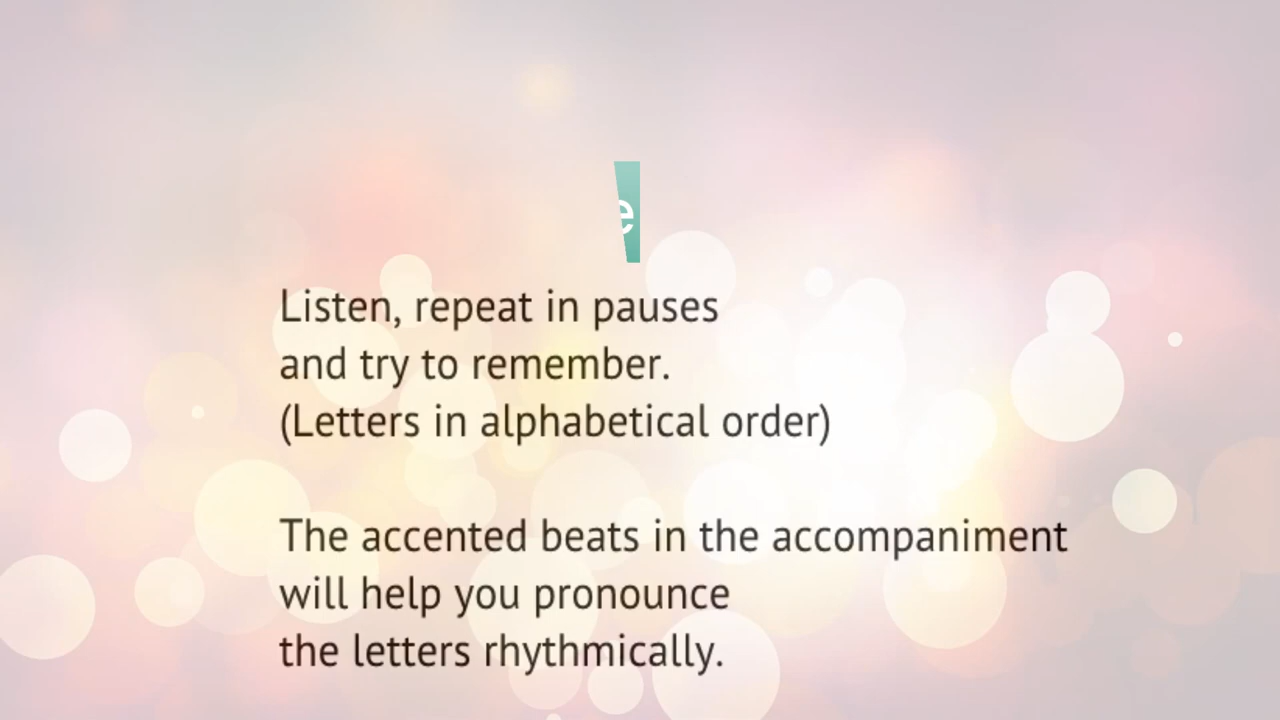 e
Listen, repeat in pauses
and try to remember.
(Letters in alphabetical order)
The accented beats in the accompaniment
will help you pronounce
the letters rhythmically.